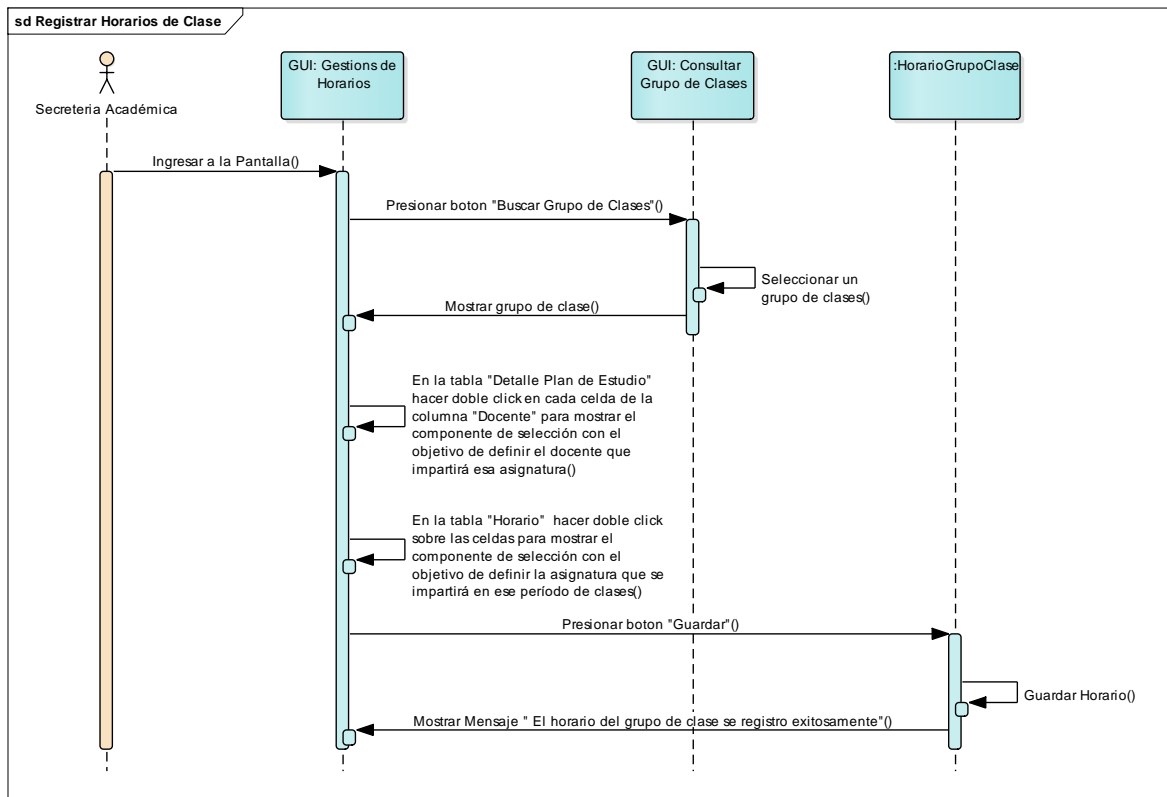 sd Registrar Horarios de Clase
Secreteria Académica
GUI: Gestions de
Horarios
GUI: Consultar
Grupo de Clases
:HorarioGrupoClase
Ingresar a la Pantalla()
Presionar boton "Buscar Grupo de Clases"()
Seleccionar un
grupo de clases()
Mostrar grupo de clase()
En la tabla "Detalle Plan de Estudio"
hacer doble click en cada celda de la
columna "Docente" para mostrar el
componente de selección con el
objetivo de definir el docente que
impartirá esa asignatura()
En la tabla "Horario" hacer doble click
sobre las celdas para mostrar el
componente de selección con el
objetivo de definir la asignatura que se
impartirá en ese período de clases()
Presionar boton "Guardar"()
Guardar Horario()
Mostrar Mensaje " El horario del grupo de clase se registro exitosamente"()